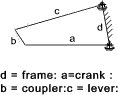 c
d
b
a
d = frame: a=crank :
b = coupler:c = lever: